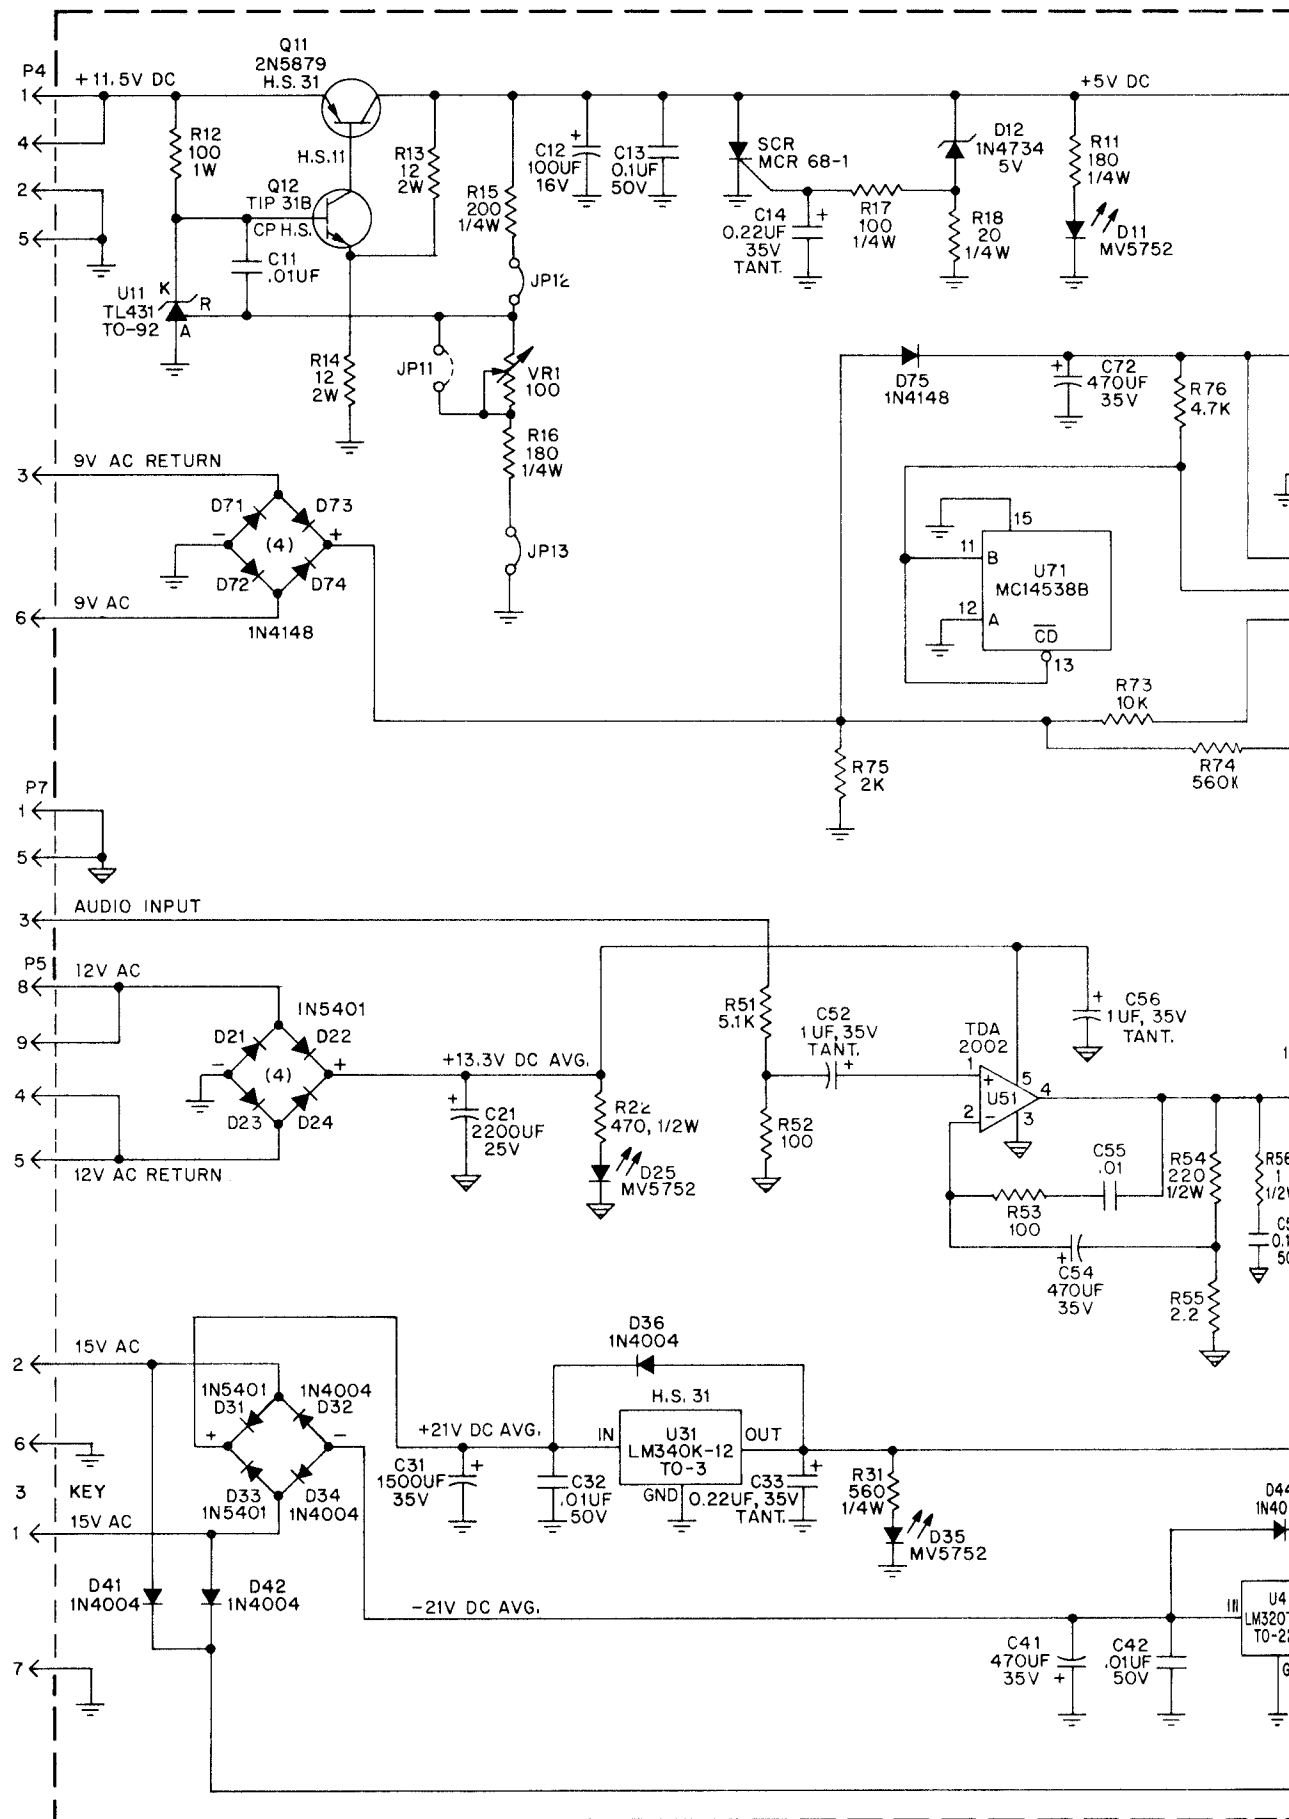 P4
+11.5V DC
Q11
2N5879
H.S. 31
+5V DC
1
4
2
5
R12
100
1W
H.S.11
Q12
TIP 31B
CP H.S.
R13
12
2W
R15
200
1/4W
C12
100UF
16V
+
C13
0.1UF
50V
SCR
MCR 68-1
D12
1N4734
5V
R11
180
1/4W
C14
0.22UF
35V
TANT.
+
R17
100
1/4W
R18
20
1/4W
D11
MV5752
C11
.01UF
U11
TL431
TO-92
K
R
A
JP12
R14
12
2W
JP11
VR1
100
R16
180
1/4W
JP13
D75
1N4148
+
C72
470UF
35V
R76
4.7K
3
9V AC RETURN
D71
D73
-
(4)
+
D72
D74
6
9V AC
1N4148
15
11
B
U71
MC14538B
12
A
CD
13
R73
10K
R74
560K
R75
2K
P7
1
5
3
AUDIO INPUT
P5
8
12V AC
9
1N5401
D21
D22
-
(4)
+
D23
D24
4
5
12V AC RETURN
+13.3V DC AVG.
+
C21
2200UF
25V
R22
470, 1/2W
D25
MV5752
R51
5.1K
C52
1UF, 35V
TANT.
+
R52
100
TDA
2002
1
+
U51
2
-
5
4
3
+
C56
1UF, 35V
TANT.
1
C55
.01
R53
100
R54
220
1/2W
+
C54
470UF
35V
R55
2.2
R56
1
1/2W
2
15V AC
1N5401
D31
1N4004
D32
+
-
D33
1N5401
D34
1N4004
6
3
KEY
1
15V AC
+21V DC AVG.
C31
1500UF
35V
+
C32
.01UF
50V
D36
1N4004
H.S. 31
IN
U31
LM340K-12
TO-3
OUT
GND
C33
0.22UF, 35V
TANT.
+
R31
560
1/4W
D35
MV5752
D41
1N4004
D42
1N4004
-21V DC AVG.
7
C41
470UF
35V
+
C42
.01UF
50V
D44
IN